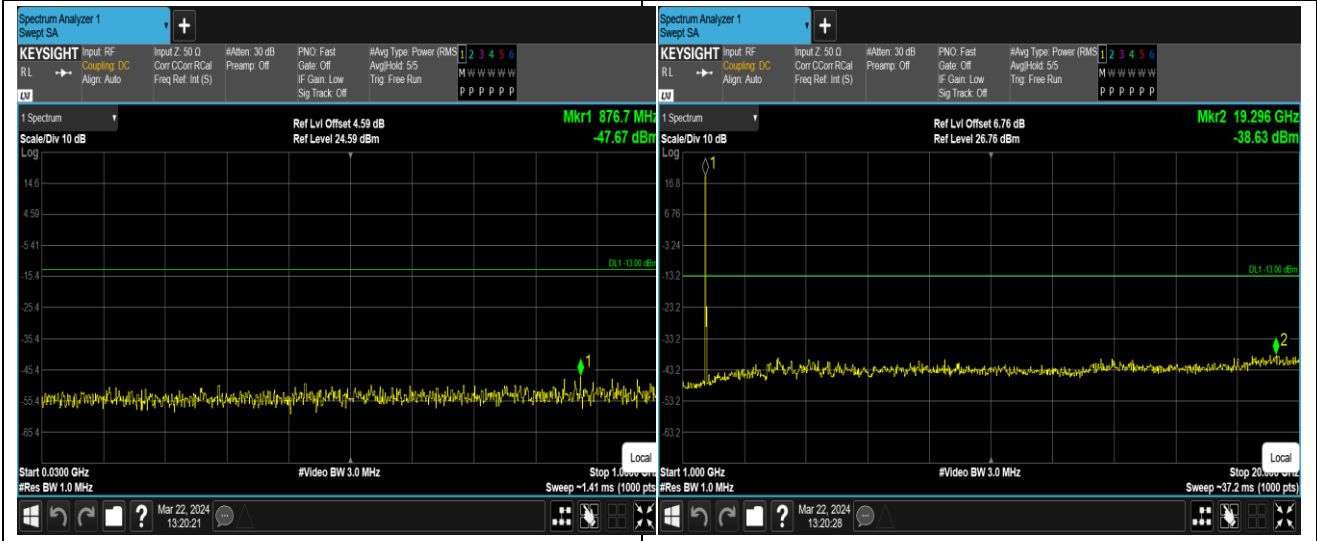 Spectrum Analyzer 1
Swept SA
+
KEYSIGHT
RL
LXI
Input: RF
Coupling: DC
Align: Auto
Input Z: 50 Ω
Corr CCorr RCal
Freq Ref: Int (S)
#Atten: 30 dB
Preamp: Off
PNO: Fast
Gate: Off
IF Gain: Low
Sig Track: Off
#Avg Type: Power (RMS
Avg|Hold: 5/5
Trig: Free Run
1 2 3 4 5 6
M W W W W W
P P P P P P
1 Spectrum
Scale/Div 10 dB
Ref Lvl Offset 4.59 dB
Ref Level 24.59 dBm
Mkr1 876.7 MHz
-47.67 dBm
Log
14.6
4.59
-5.41
DL1 -13.00 dBm
-15.4
-25.4
-35.4
1
-45.4
-55.4
-65.4
Local
Start 0.0300 GHz
#Video BW 3.0 MHz
Stop 1.0000 GHz
#Res BW 1.0 MHz
Sweep ~1.41 ms (1000 pts)
?
Mar 22, 2024
13:20:21
Spectrum Analyzer 1
Swept SA
+
KEYSIGHT
RL
LXI
Input: RF
Coupling: DC
Align: Auto
Input Z: 50 Ω
Corr CCorr RCal
Freq Ref: Int (S)
#Atten: 30 dB
Preamp: Off
PNO: Fast
Gate: Off
IF Gain: Low
Sig Track: Off
#Avg Type: Power (RMS
Avg|Hold: 5/5
Trig: Free Run
1 2 3 4 5 6
M W W W W W
P P P P P P
1 Spectrum
Scale/Div 10 dB
Ref Lvl Offset 6.76 dB
Ref Level 26.76 dBm
Mkr2 19.296 GHz
-38.63 dBm
Log
1
16.8
6.76
-3.24
DL1 -13.00 dBm
-13.2
-23.2
-33.2
2
-43.2
-53.2
-63.2
Local
Start 1.000 GHz
#Video BW 3.0 MHz
Stop 20.000 GHz
#Res BW 1.0 MHz
Sweep ~37.2 ms (1000 pts)
?
Mar 22, 2024
13:20:28